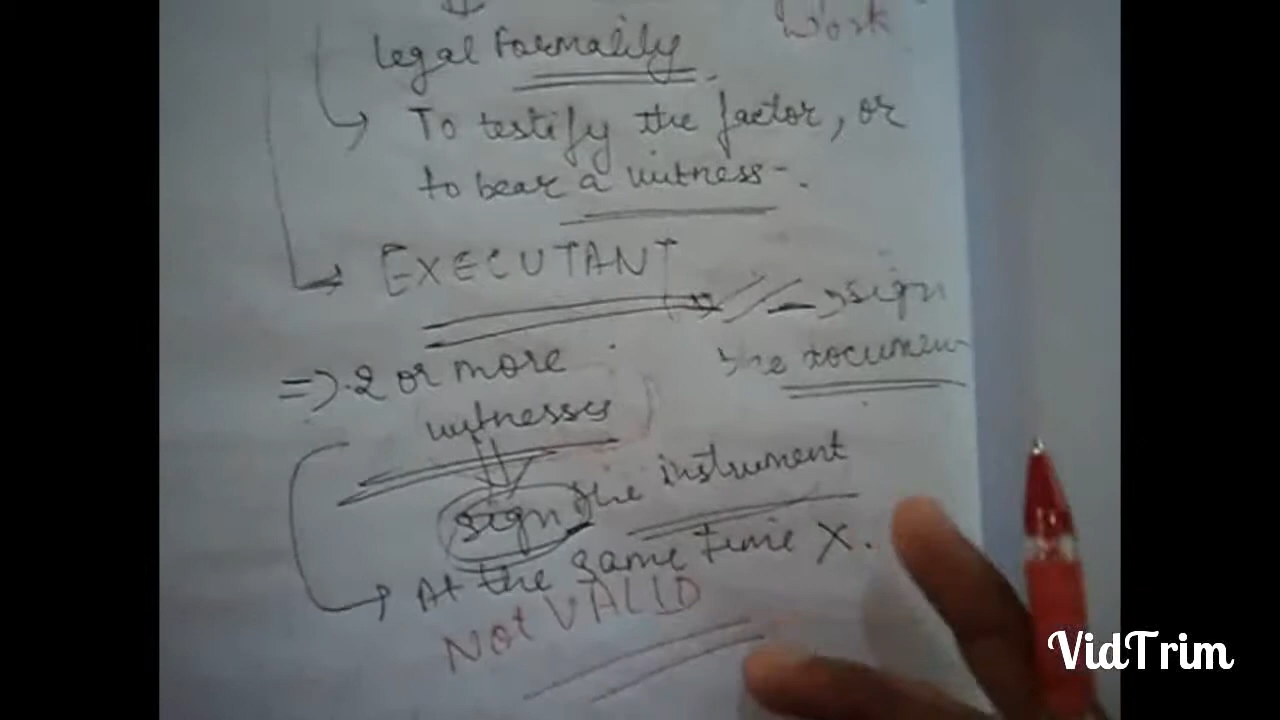 Work
Legal Formality
To testify the factor, or
to bear a witness-.
EXECUTANT
sign
the document
=> 2 or more
witnesses
sign the instrument
At the same time X.
Not VALID
VidTrim